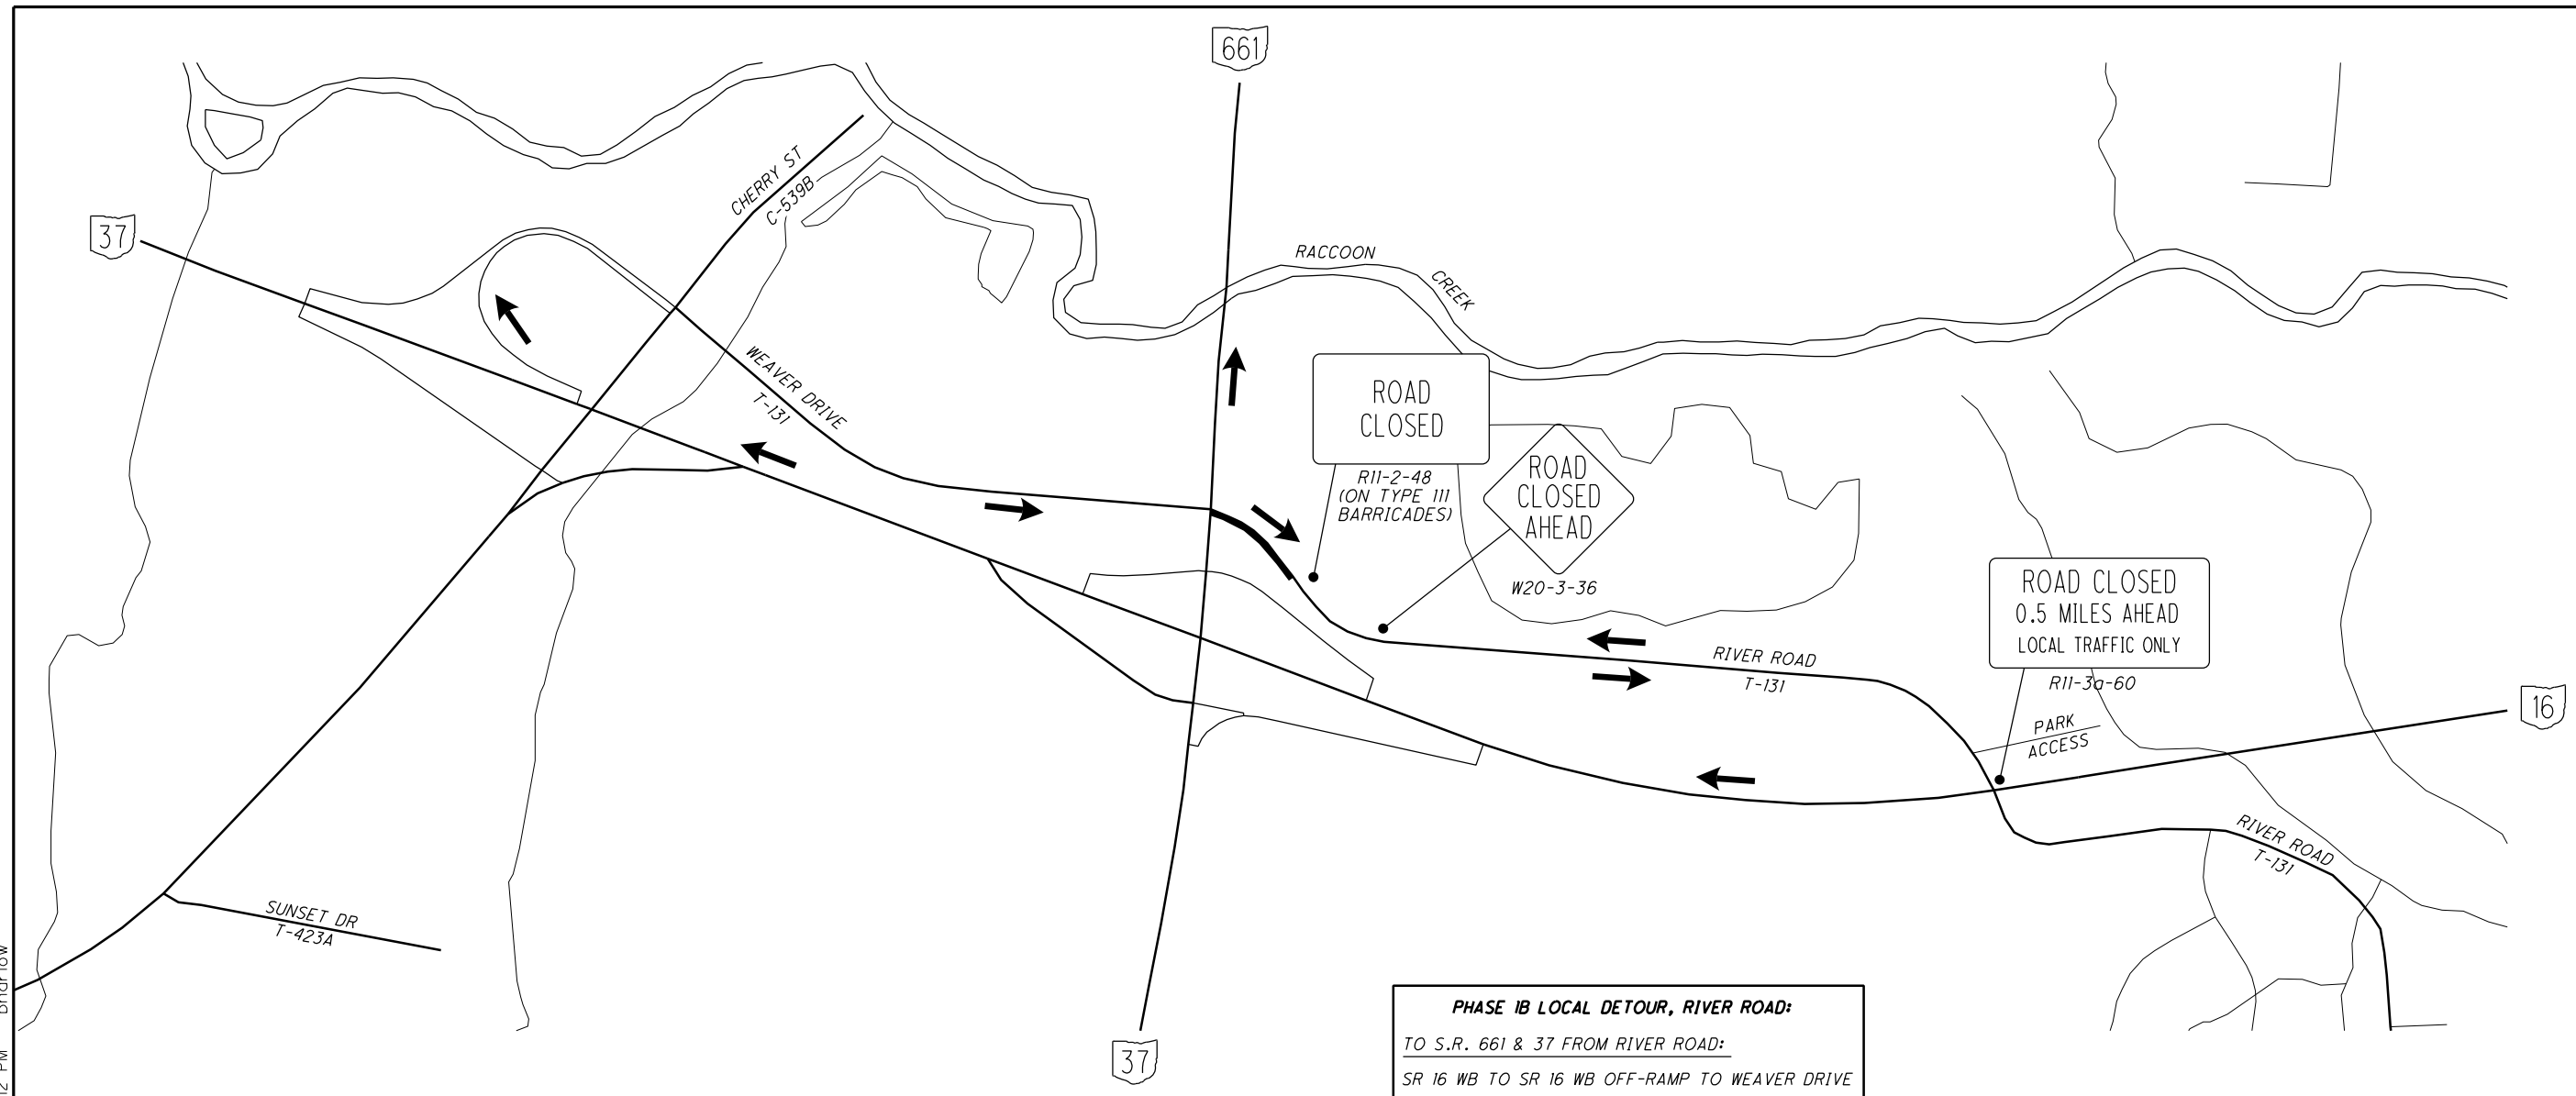 661
37
CHERRY ST
C-539B
RACCOON
CREEK
WEAVER DRIVE
T-131
ROAD
CLOSED
R11-2-48
(ON TYPE III
BARRICADES)
ROAD
CLOSED
AHEAD
W20-3-36
ROAD CLOSED
0.5 MILES AHEAD
LOCAL TRAFFIC ONLY
R11-3a-60
RIVER ROAD
T-131
PARK
ACCESS
16
RIVER ROAD
T-131
SUNSET DR
T-423A
37
PHASE 1B LOCAL DETOUR, RIVER ROAD:
TO S.R. 661 & 37 FROM RIVER ROAD:
SR 16 WB TO SR 16 WB OFF-RAMP TO WEAVER DRIVE
12 PM